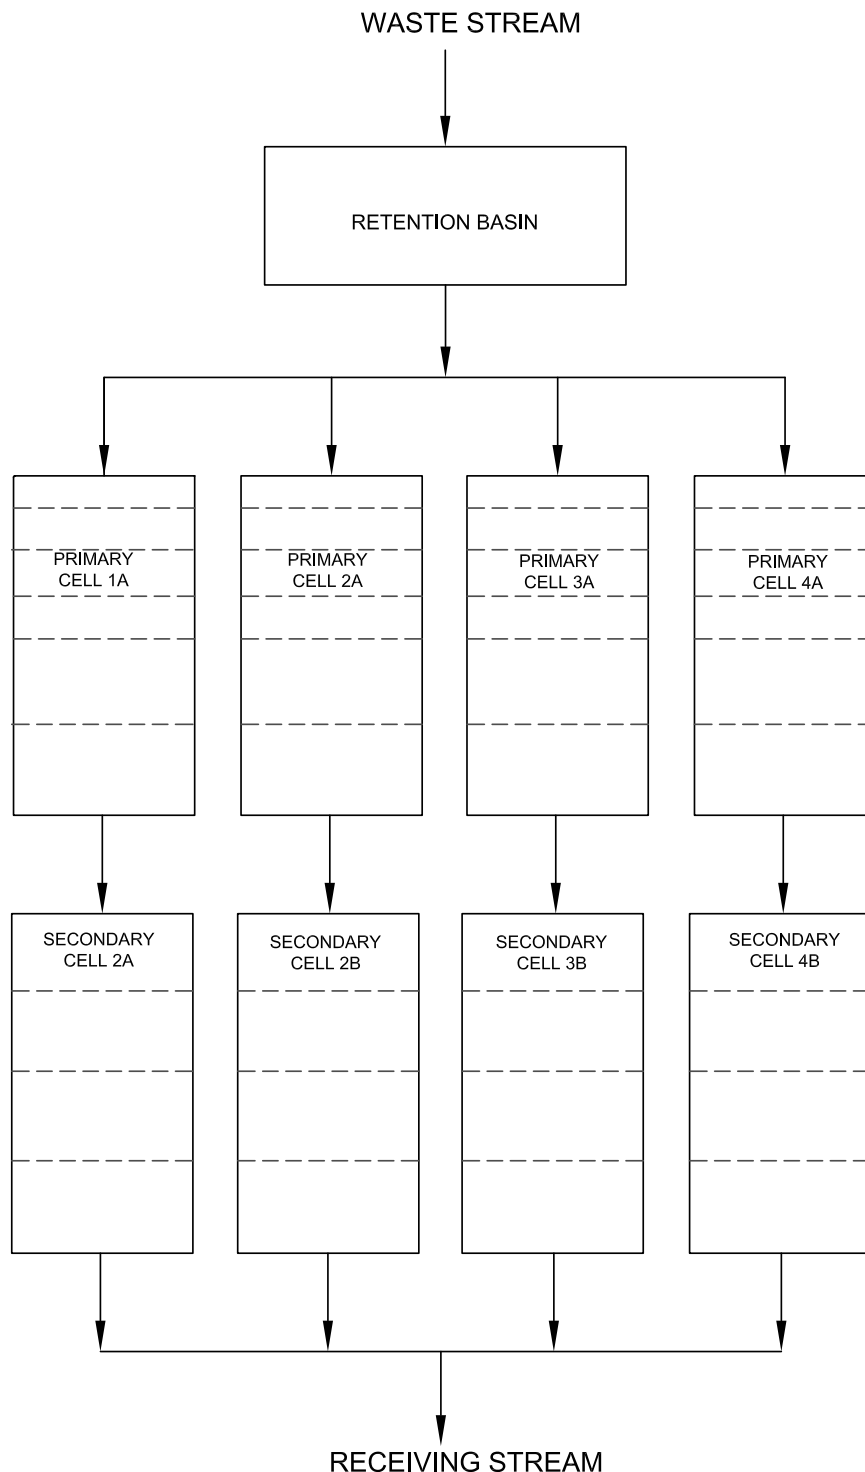 WASTE STREAM
RETENTION BASIN
PRIMARY
CELL 1A
PRIMARY
CELL 2A
PRIMARY
CELL 3A
PRIMARY
CELL 4A
SECONDARY
CELL 2A
SECONDARY
CELL 2B
SECONDARY
CELL 3B
SECONDARY
CELL 4B
RECEIVING STREAM